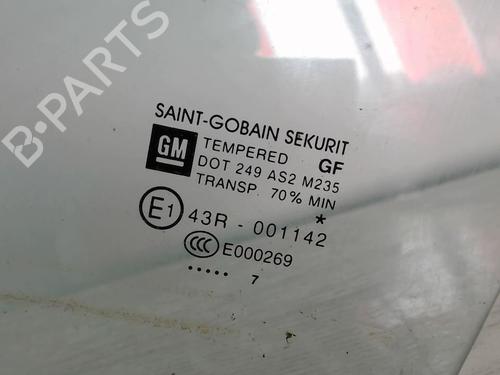 SAINT-GOBAIN SEKURIT
GM TEMPERED GF
DOT 249 AS2 M235
TRANSP. 70% MIN
*
E1 43R - 001142
CCC E000269
..... 7
B-PARTS